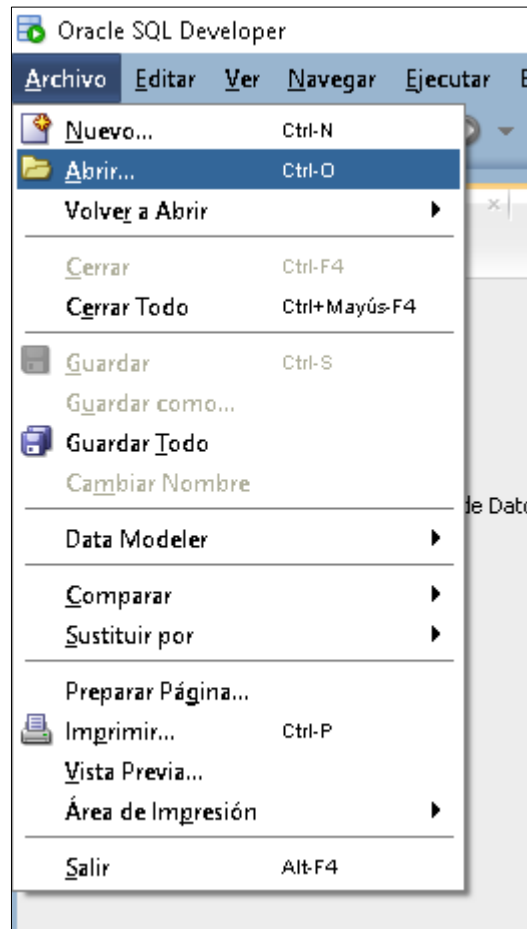 Oracle SQL Developer
Archivo Editar Ver Navegar Ejecutar
Nuevo... Ctrl-N
Abrir... Ctrl-O
Volver a Abrir
Cerrar Ctrl-F4
Cerrar Todo Ctrl+Mayús-F4
Guardar Ctrl-S
Guardar como...
Guardar Todo
Cambiar Nombre
de Dato
Data Modeler
Comparar
Sustituir por
Preparar Página...
Imprimir... Ctrl-P
Vista Previa...
Área de Impresión
Salir Alt-F4